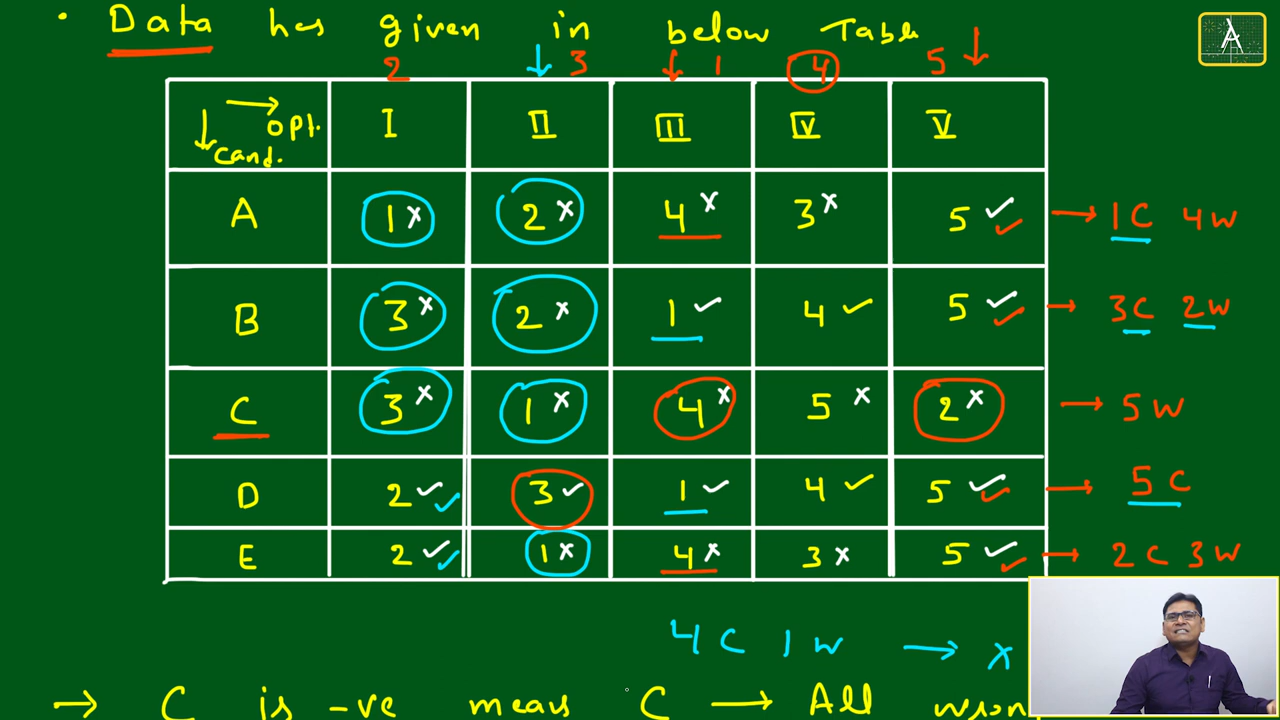 • Data has given in below Table
2 ↓ 3 ↓ 1 4 5 ↓
→ Opt. ↓ Cand. I II III IV V
A 1 x 2 x 4 x 3 x 5 ✓ ✓ → 1C 4W
B 3 x 2 x 1 ✓ 4 ✓ 5 ✓ ✓ → 3C 2W
C 3 x 1 x 4 x 5 x 2 x → 5W
D 2 ✓ ✓ 3 ✓ 1 ✓ 4 ✓ 5 ✓ ✓ → 5C
E 2 ✓ ✓ 1 x 4 x 3 x 5 ✓ ✓ → 2C 3W
4C 1W → x
→ C is -ve means C → All wron
A